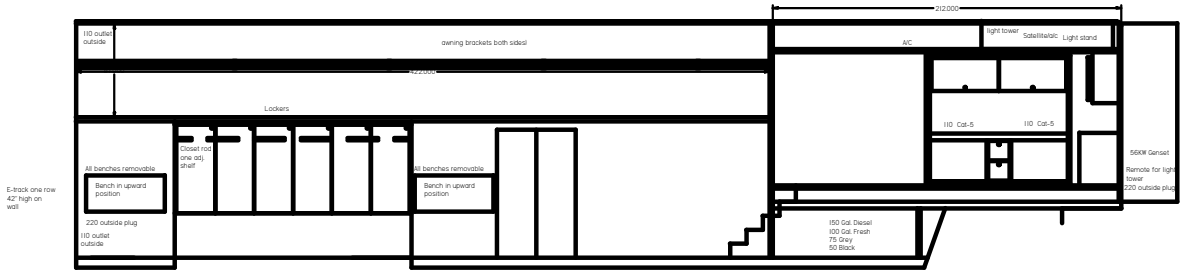 212.000
110 outlet
outside
awning brackets both sides!
A/C
light tower
Satellite/a/c
Light stand
422.000
Lockers
Closet rod
one adj.
shelf
110 Cat-5
110 Cat-5
All benches removable
Bench in upward
position
All benches removable
Bench in upward
position
E-track one row
42" high on
wall
220 outside plug
110 outlet
outside
56KW Genset
Remote for light
tower
220 outside plug
150 Gal. Diesel
100 Gal. Fresh
75 Grey
50 Black